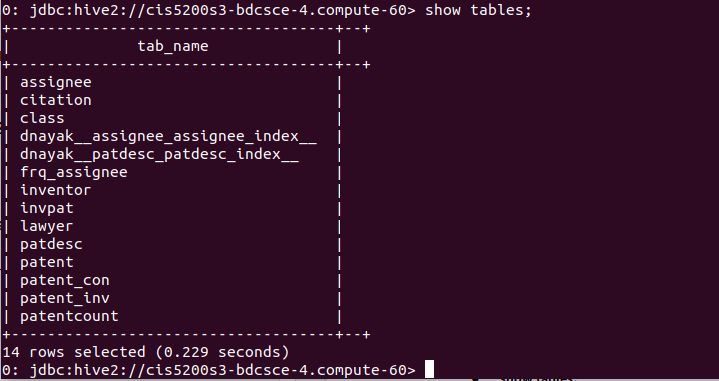 0: jdbc:hive2://cis5200s3-bdcsce-4.compute-60> show tables;
+------------------------------------+--+
|              tab_name              |
+------------------------------------+--+
| assignee                           |
| citation                           |
| class                              |
| dnayak__assignee_assignee_index__  |
| dnayak__patdesc_patdesc_index__    |
| frq_assignee                       |
| inventor                           |
| invpat                             |
| lawyer                             |
| patdesc                            |
| patent                             |
| patent_con                         |
| patent_inv                         |
| patentcount                        |
+------------------------------------+--+
14 rows selected (0.229 seconds)
0: jdbc:hive2://cis5200s3-bdcsce-4.compute-60>